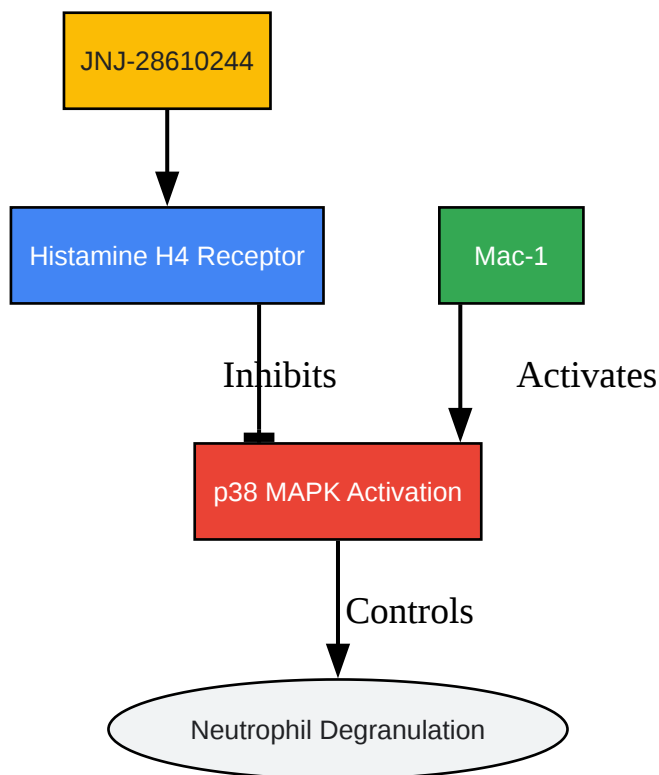 JNJ-28610244
Histamine H4 Receptor
Mac-1
Inhibits
Activates
p38 MAPK Activation
Controls
Neutrophil Degranulation